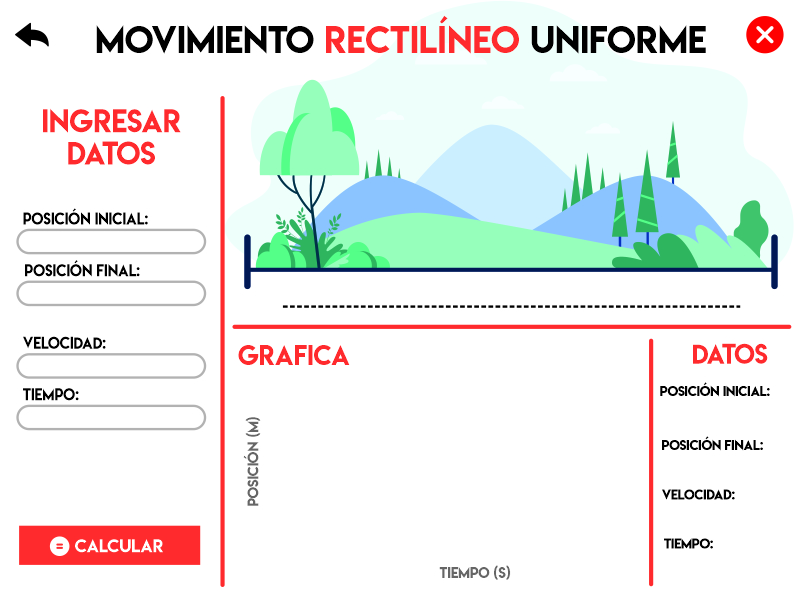 MOVIMIENTO RECTILÍNEO UNIFORME
INGRESAR
DATOS
POSICIÓN INICIAL:
POSICIÓN FINAL:
VELOCIDAD:
TIEMPO:
= CALCULAR
GRAFICA
POSICIÓN (M)
TIEMPO (S)
DATOS
POSICIÓN INICIAL:
POSICIÓN FINAL:
VELOCIDAD:
TIEMPO: